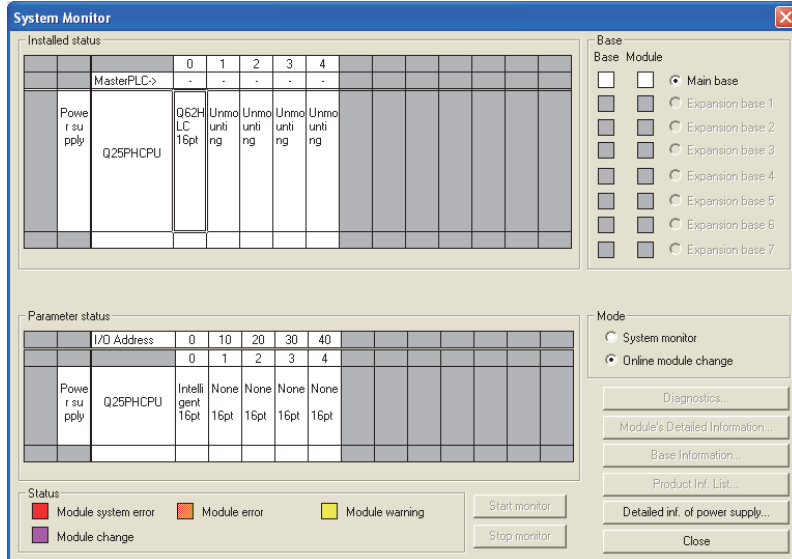 System Monitor
Installed status
0 1 2 3 4
MasterPLC-> - - - - -
Powe
r su
pply
Q25PHCPU
Q62H
LC
16pt
Unmo
unti
ng
Unmo
unti
ng
Unmo
unti
ng
Unmo
unti
ng
Base
Base Module
Main base
Expansion base 1
Expansion base 2
Expansion base 3
Expansion base 4
Expansion base 5
Expansion base 6
Expansion base 7
Parameter status
I/O Address 0 10 20 30 40
0 1 2 3 4
Powe
r su
pply
Q25PHCPU
Intelli
gent
16pt
None
16pt
None
16pt
None
16pt
None
16pt
Mode
System monitor
Online module change
Diagnostics...
Module's Detailed Information...
Base Information...
Product Inf. List...
Detailed inf. of power supply...
Close
Status
Module system error
Module error
Module warning
Module change
Start monitor
Stop monitor